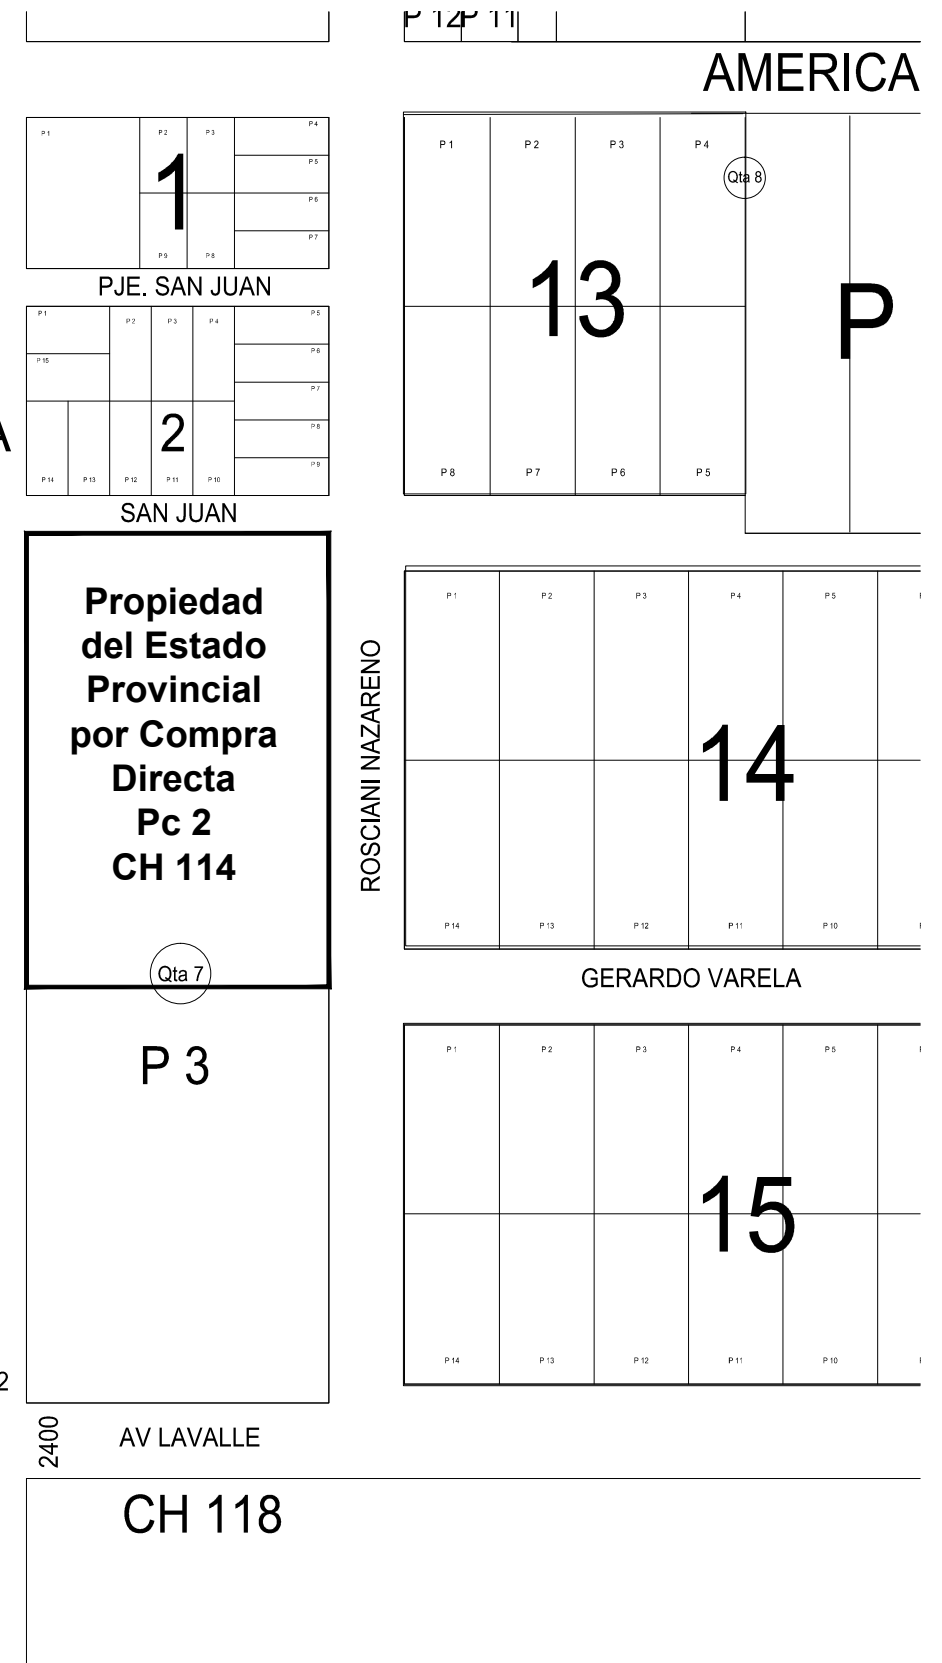 P 12
P 11
AMERICA
P 1
P 2
P 3
P 4
P 5
P 6
P 7
P 9
P 8
1
PJE. SAN JUAN
P 1
P 2
P 3
P 4
P 5
P 15
P 6
P 7
P 8
P 9
2
P 14
P 13
P 12
P 11
P 10
SAN JUAN
P 1
P 2
P 3
P 4
Qta 8
13
P
P 8
P 7
P 6
P 5
Propiedad
del Estado
Provincial
por Compra
Directa
Pc 2
CH 114
Qta 7
P 3
ROSCIANI NAZARENO
P 1
P 2
P 3
P 4
P 5
14
P 14
P 13
P 12
P 11
P 10
GERARDO VARELA
P 1
P 2
P 3
P 4
P 5
15
P 14
P 13
P 12
P 11
P 10
2
2400
AV LAVALLE
CH 118